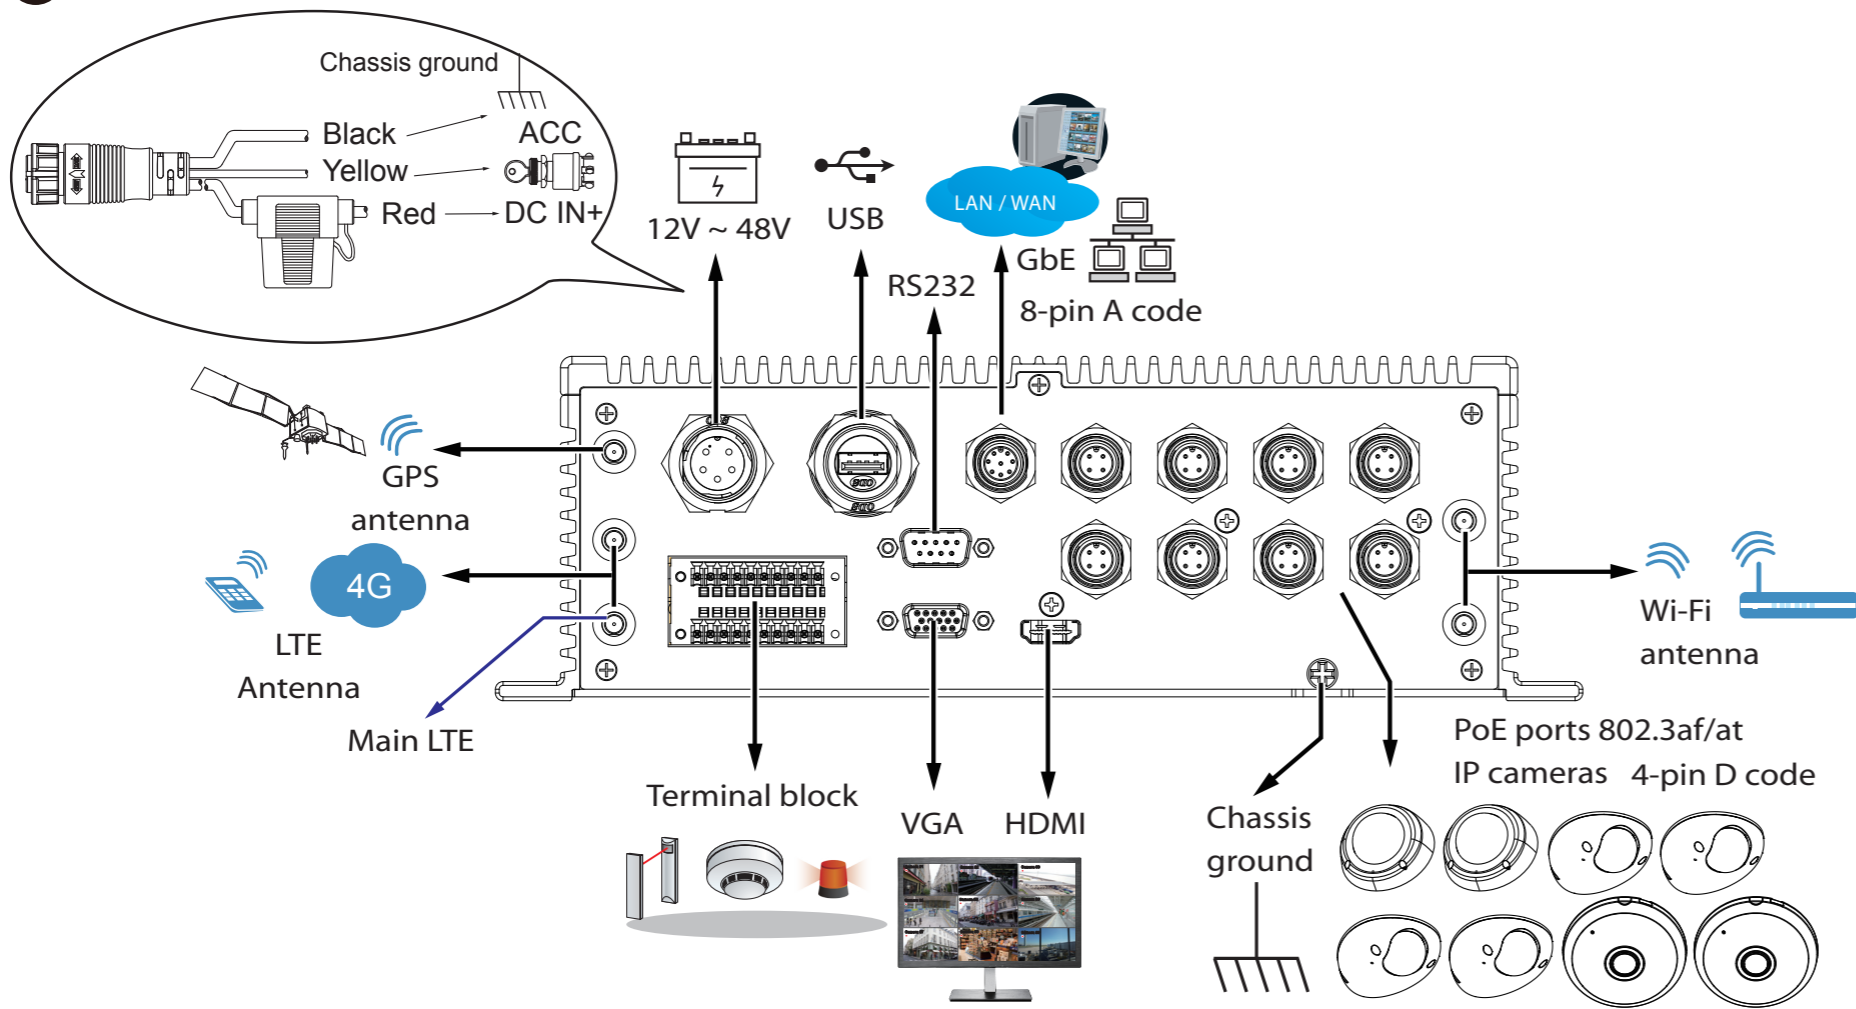 Chassis ground
Black
ACC
Yellow
Red
DC IN+
12V ~ 48V
USB
LAN / WAN
GbE
8-pin A code
RS232
GPS
antenna
4G
LTE
Antenna
Main LTE
Wi-Fi
antenna
Terminal block
VGA
HDMI
Chassis
ground
PoE ports 802.3af/at
IP cameras 4-pin D code